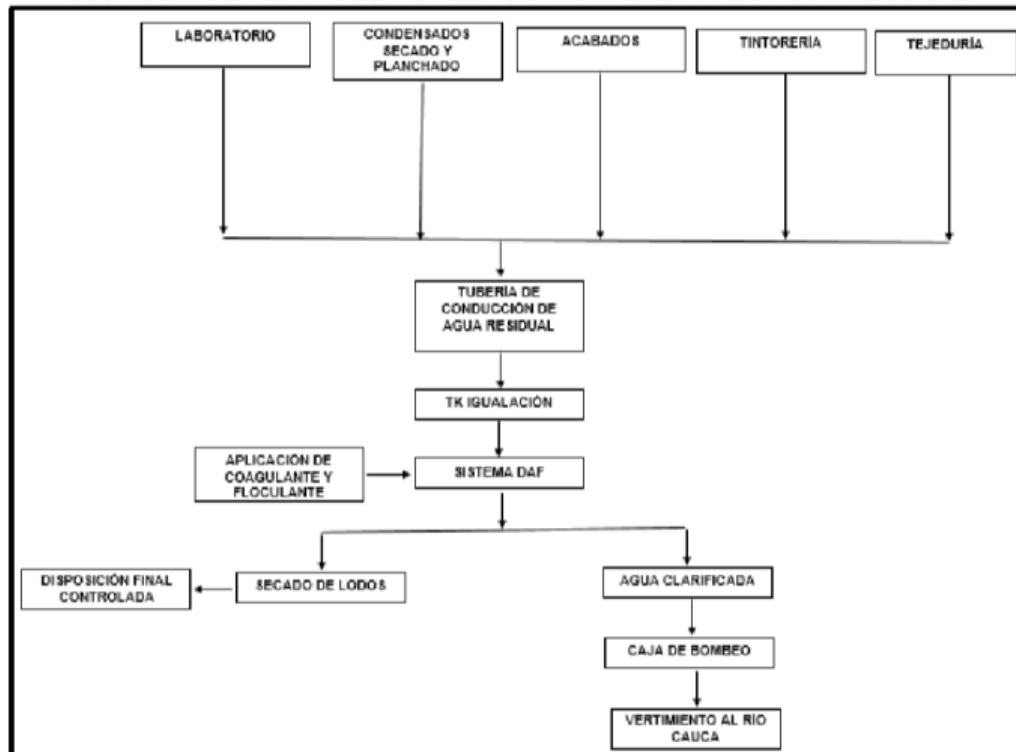 LABORATORIO
CONDENSADOS
SECADO Y
PLANCHADO
ACABADOS
TINTORERÍA
TEJEDURÍA
TUBERÍA DE
CONDUCCIÓN DE
AGUA RESIDUAL
TK IGUALACIÓN
APLICACIÓN DE
COAGULANTE Y
FLOCULANTE
SISTEMA DAF
DISPOSICIÓN FINAL
CONTROLADA
SECADO DE LODOS
AGUA CLARIFICADA
CAJA DE BOMBEO
VERTIMIENTO AL RÍO
CAUCA